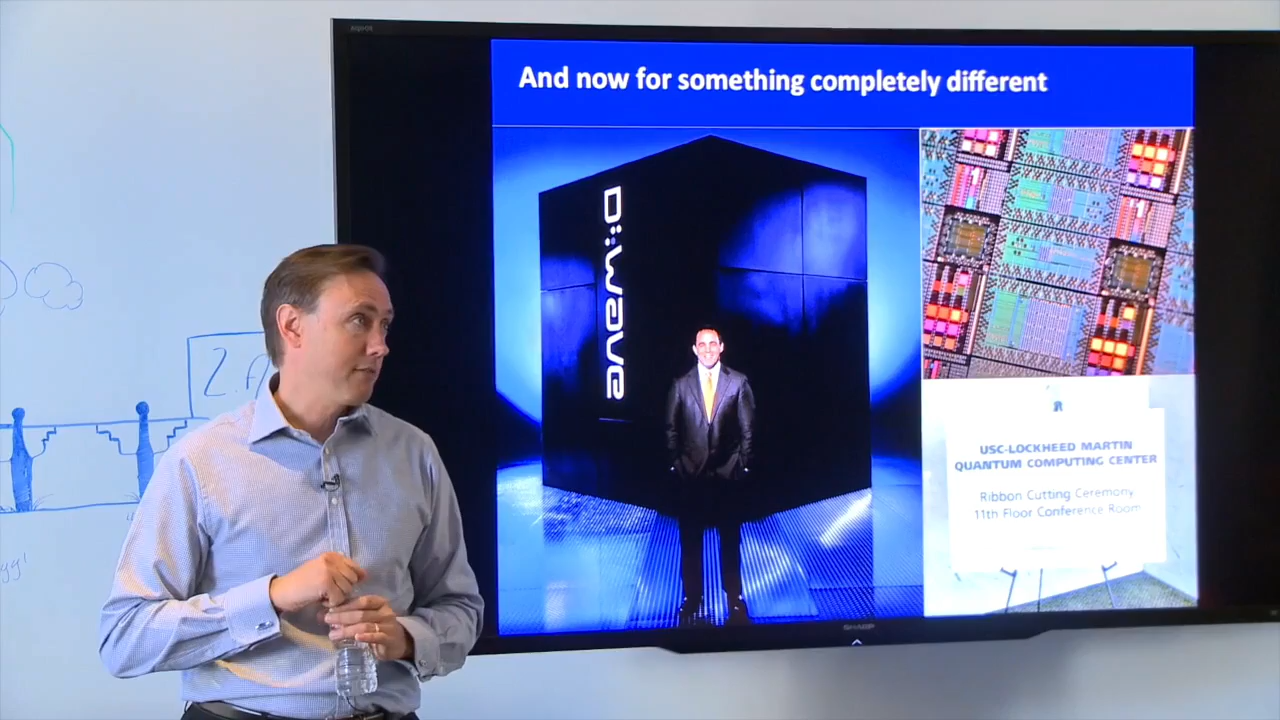 And now for something completely different
D:wave
USC-LOCKHEED MARTIN
QUANTUM COMPUTING CENTER
Ribbon Cutting Ceremony
11th Floor Conference Room
SHARP